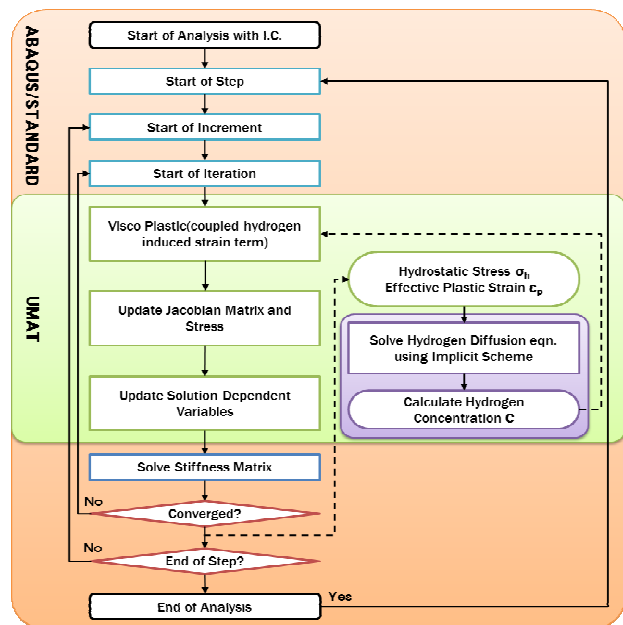 ABAQUS/STANDARD
Start of Analysis with I.C.
Start of Step
Start of Increment
Start of Iteration
UMAT
Visco Plastic(coupled hydrogen
induced strain term)
Update Jacobian Matrix and
Stress
Update Solution Dependent
Variables
Hydrostatic Stress σh
Effective Plastic Strain εp
Solve Hydrogen Diffusion eqn.
using Implicit Scheme
Calculate Hydrogen
Concentration C
Solve Stiffness Matrix
No
Converged?
No
End of Step?
End of Analysis
Yes